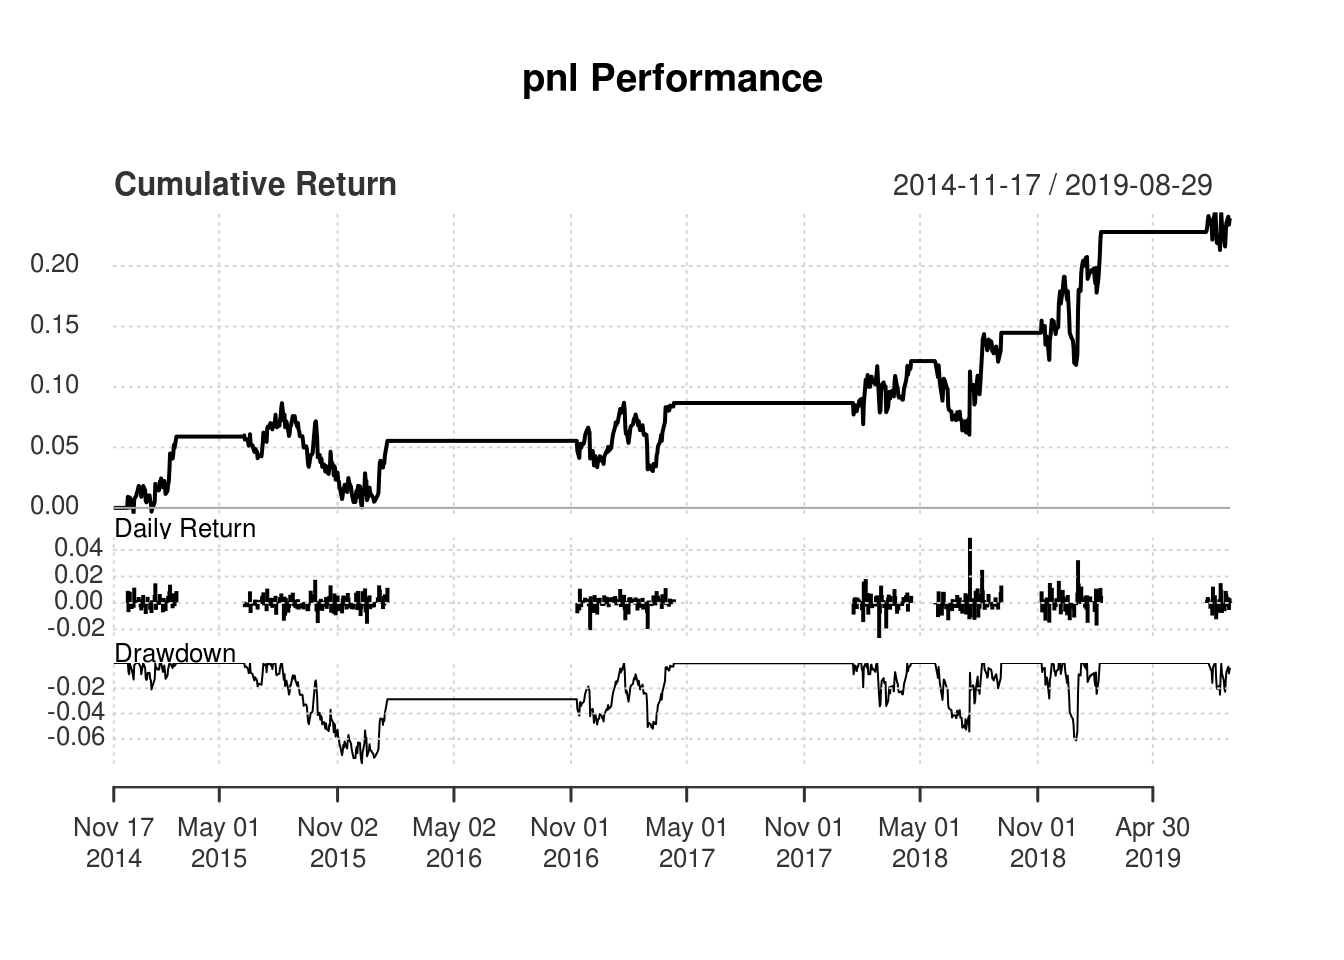 pnl Performance
Cumulative Return 2014-11-17 / 2019-08-29
0.20
0.15
0.10
0.05
0.00
Daily Return
0.04
0.02
0.00
-0.02
Drawdown
-0.02
-0.04
-0.06
Nov 17 May 01 Nov 02 May 02 Nov 01 May 01 Nov 01 May 01 Nov 01 Apr 30
2014 2015 2015 2016 2016 2017 2017 2018 2018 2019